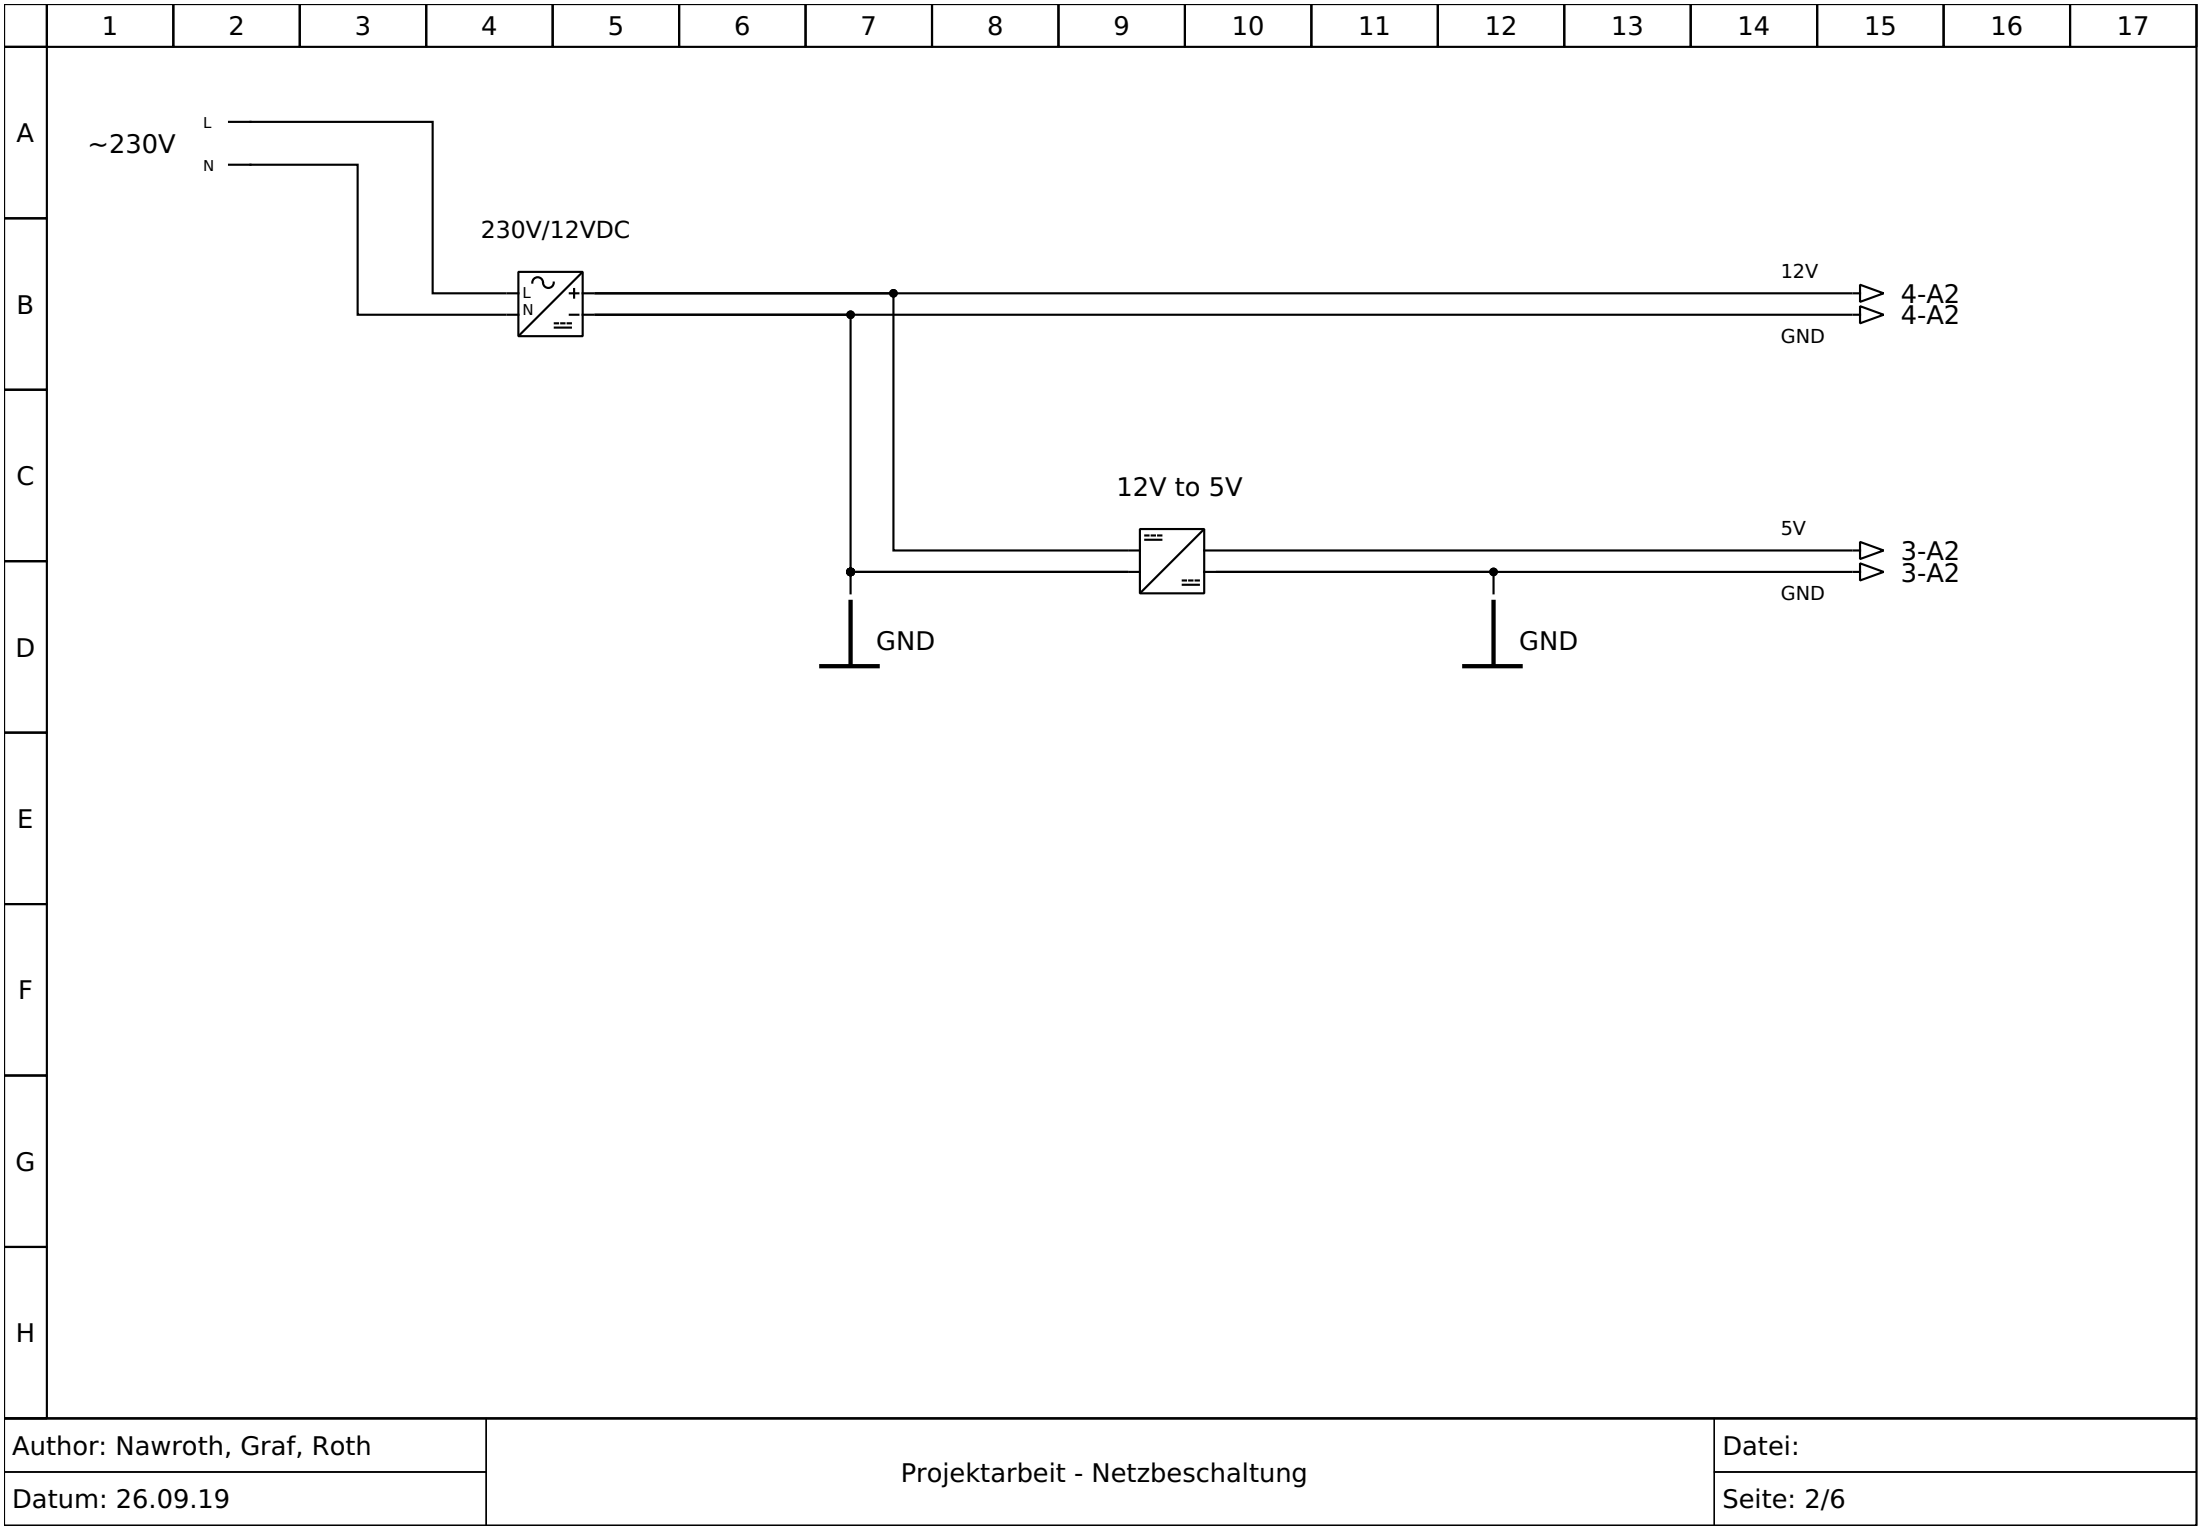 1 2 3 4 5 6 7 8 9 10 11 12 13 14 15 16 17
A
L
~230V
N
230V/12VDC
B
L +
N −
12V
4-A2
4-A2
GND
C
12V to 5V
5V
3-A2
3-A2
GND
D
GND
GND
E
F
G
H
Author: Nawroth, Graf, Roth
Datum: 26.09.19
Projektarbeit - Netzbeschaltung
Datei:
Seite: 2/6